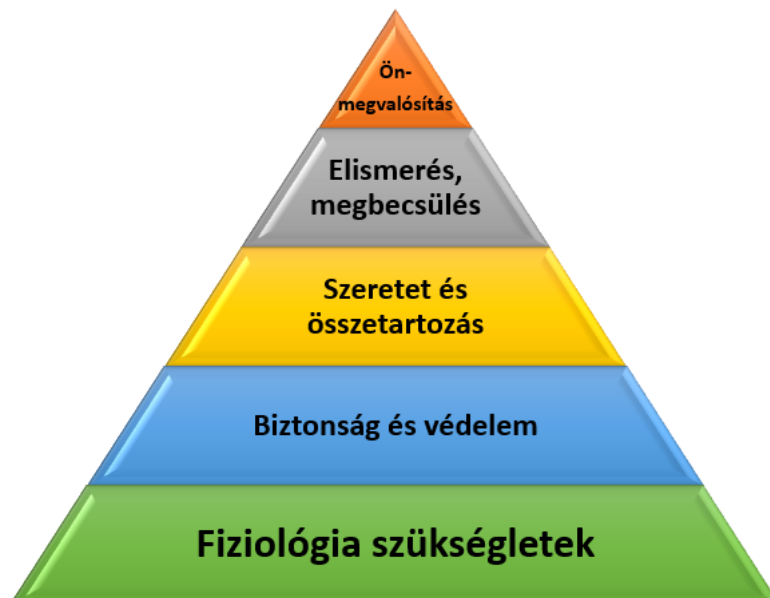 Ön-
megvalósítás
Elismerés,
megbecsülés
Szeretet és
összetartozás
Biztonság és védelem
Fiziológia szükségletek